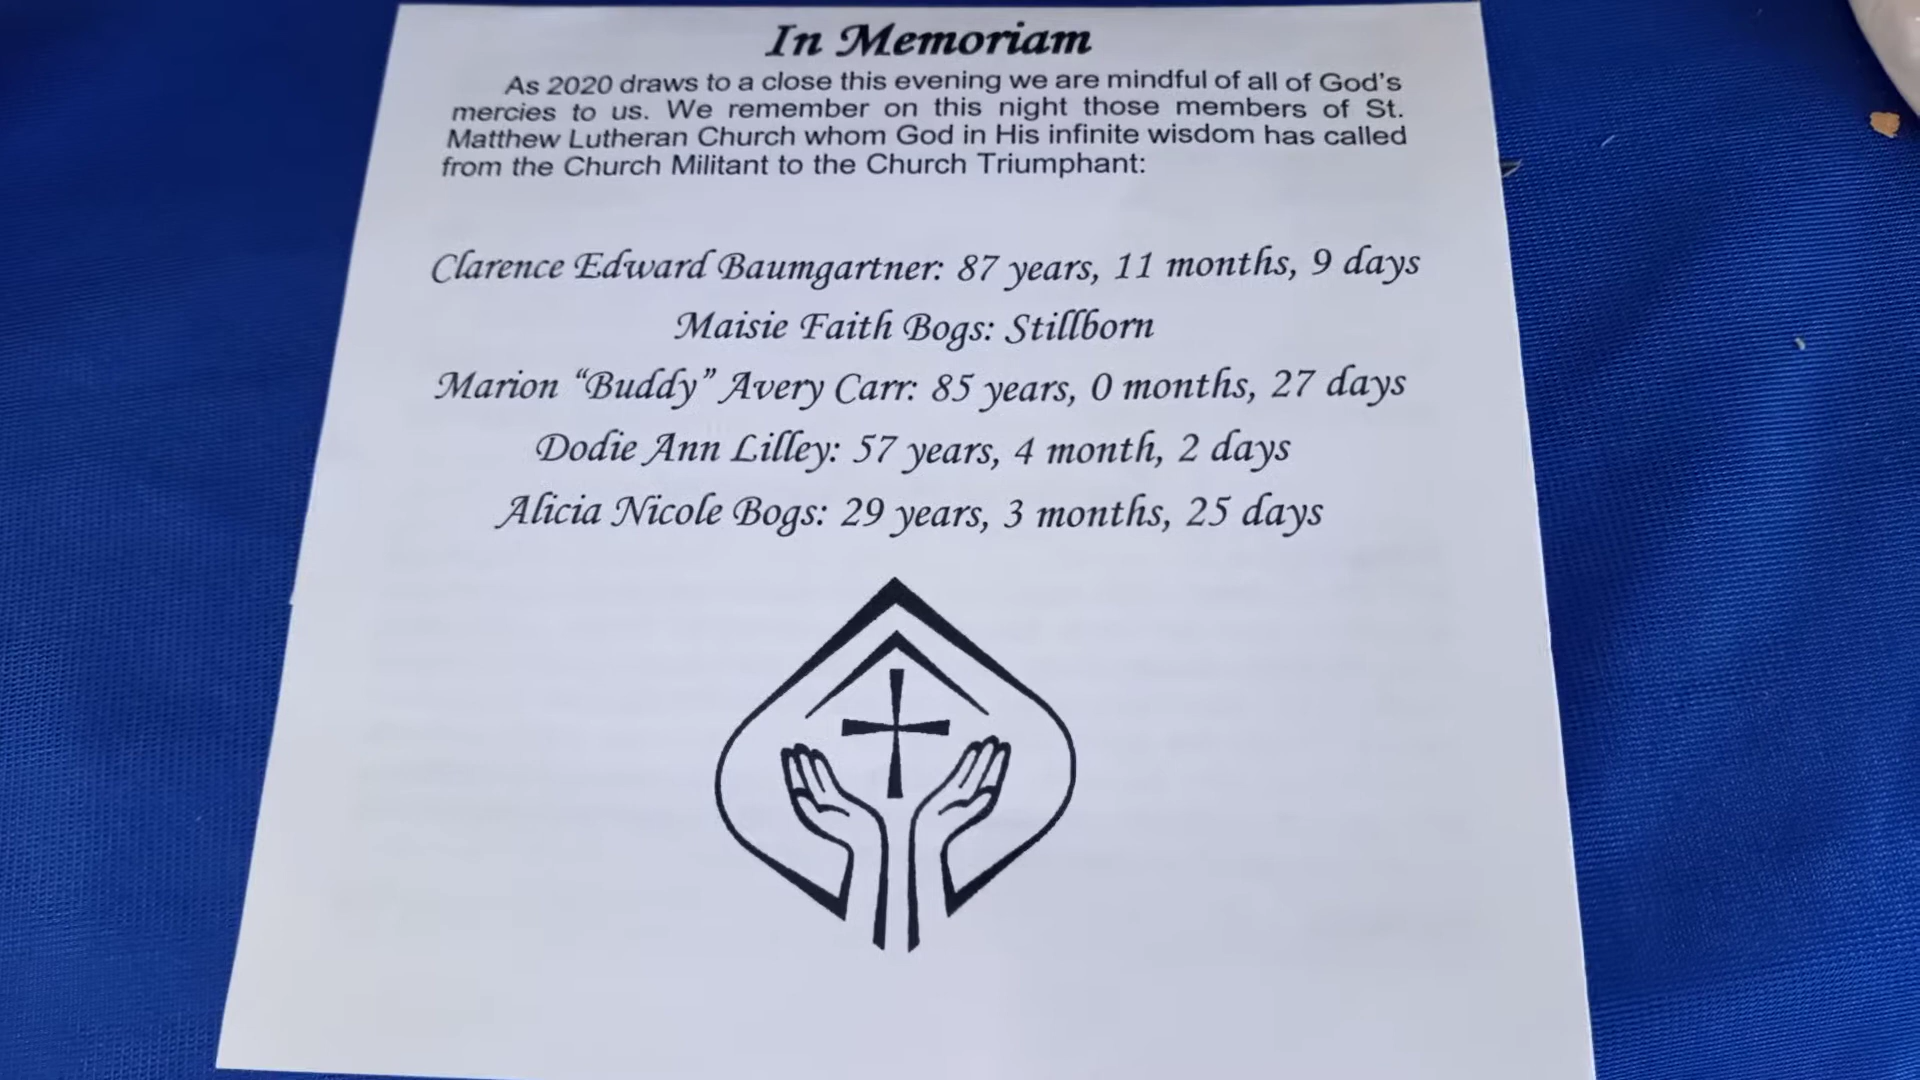 In Memoriam
As 2020 draws to a close this evening we are mindful of all of God's
mercies to us. We remember on this night those members of St.
Matthew Lutheran Church whom God in His infinite wisdom has called
from the Church Militant to the Church Triumphant:
Clarence Edward Baumgartner: 87 years, 11 months, 9 days
Maisie Faith Bogs: Stillborn
Marion “Buddy” Avery Carr: 85 years, 0 months, 27 days
Dodie Ann Lilley: 57 years, 4 month, 2 days
Alicia Nicole Bogs: 29 years, 3 months, 25 days